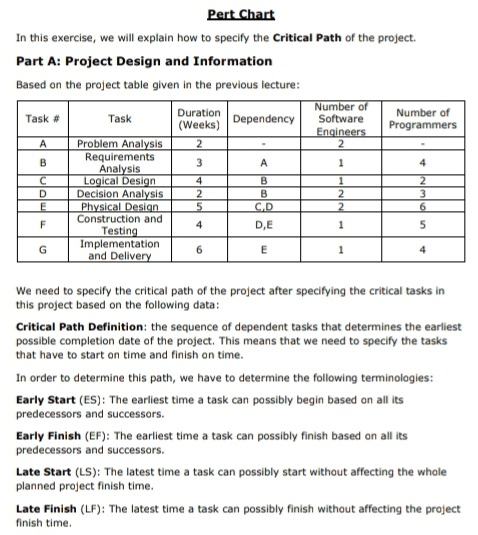 Pert Chart
In this exercise, we will explain how to specify the Critical Path of the project.
Part A: Project Design and Information
Based on the project table given in the previous lecture:
Task # Task Duration (Weeks) Dependency Number of Software Engineers Number of Programmers
A Problem Analysis 2 - 2 -
B Requirements Analysis 3 A 1 4
C Logical Design 4 B 1 2
D Decision Analysis 2 B 2 3
E Physical Design 5 C,D 2 6
F Construction and Testing 4 D,E 1 5
G Implementation and Delivery 6 E 1 4
We need to specify the critical path of the project after specifying the critical tasks in
this project based on the following data:
Critical Path Definition: the sequence of dependent tasks that determines the earliest
possible completion date of the project. This means that we need to specify the tasks
that have to start on time and finish on time.
In order to determine this path, we have to determine the following terminologies:
Early Start (ES): The earliest time a task can possibly begin based on all its
predecessors and successors.
Early Finish (EF): The earliest time a task can possibly finish based on all its
predecessors and successors.
Late Start (LS): The latest time a task can possibly start without affecting the whole
planned project finish time.
Late Finish (LF): The latest time a task can possibly finish without affecting the project
finish time.